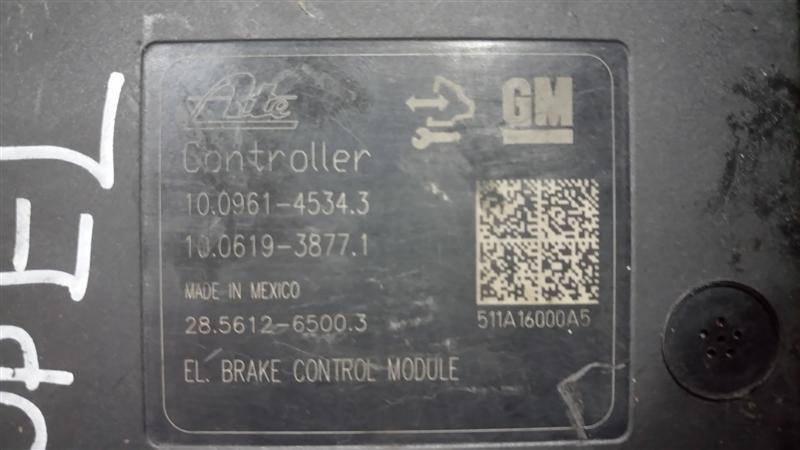 Ate
GM
Controller
10.0961-4534.3
10.0619-3877.1
MADE IN MEXICO
28.5612-6500.3
511A16000A5
EL. BRAKE CONTROL MODULE
OPEL